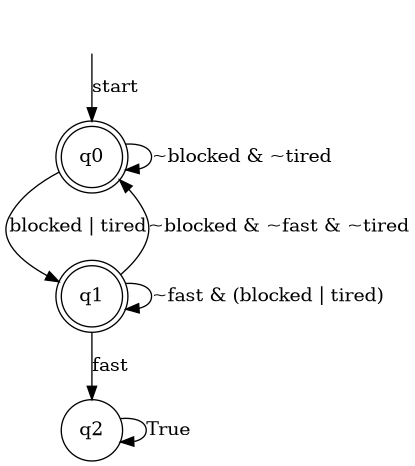 start
q0
~blocked & ~tired
blocked | tired
~blocked & ~fast & ~tired
q1
~fast & (blocked | tired)
fast
q2
True